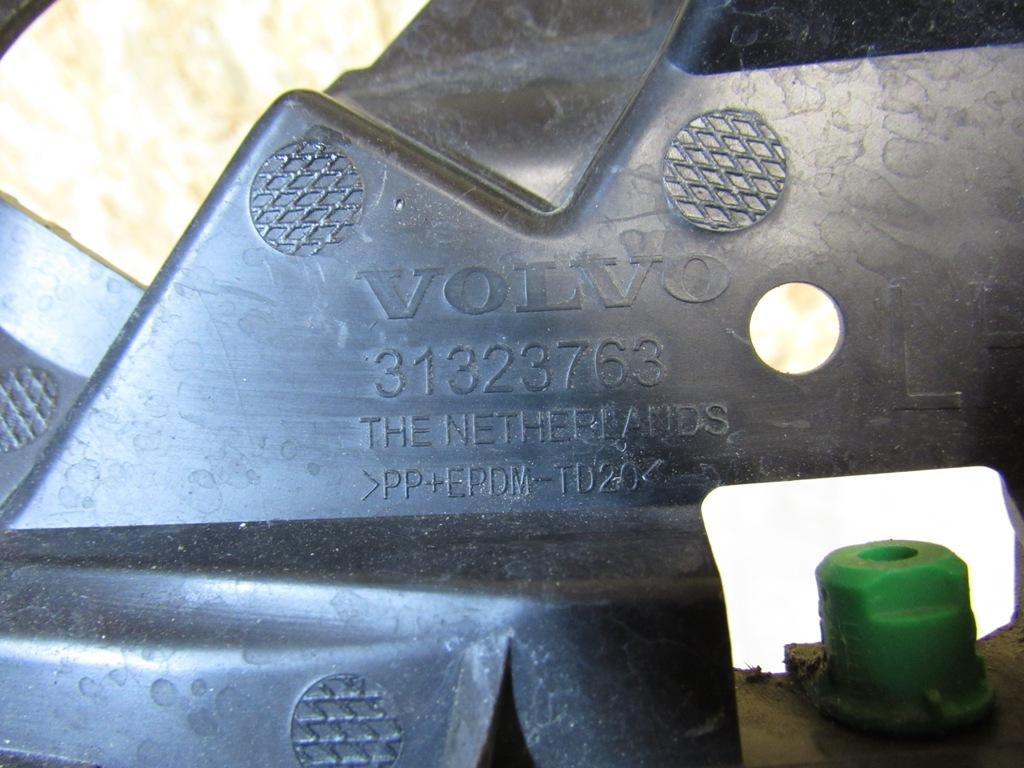 VOLVO
31323763
THE NETHERLANDS
>PP+EPDM-TD20<
L